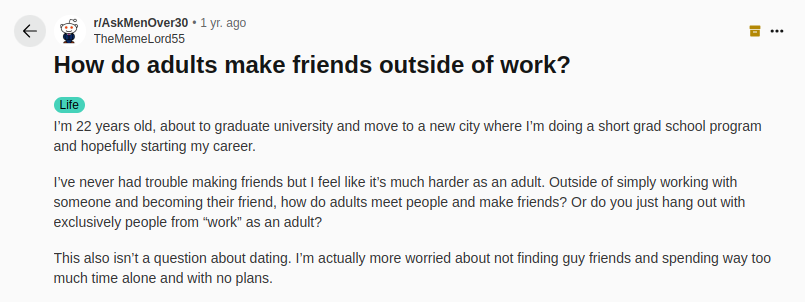 r/AskMenOver30 • 1 yr. ago
TheMemeLord55
How do adults make friends outside of work?
Life
I’m 22 years old, about to graduate university and move to a new city where I’m doing a short grad school program
and hopefully starting my career.
I’ve never had trouble making friends but I feel like it’s much harder as an adult. Outside of simply working with
someone and becoming their friend, how do adults meet people and make friends? Or do you just hang out with
exclusively people from “work” as an adult?
This also isn’t a question about dating. I’m actually more worried about not finding guy friends and spending way too
much time alone and with no plans.